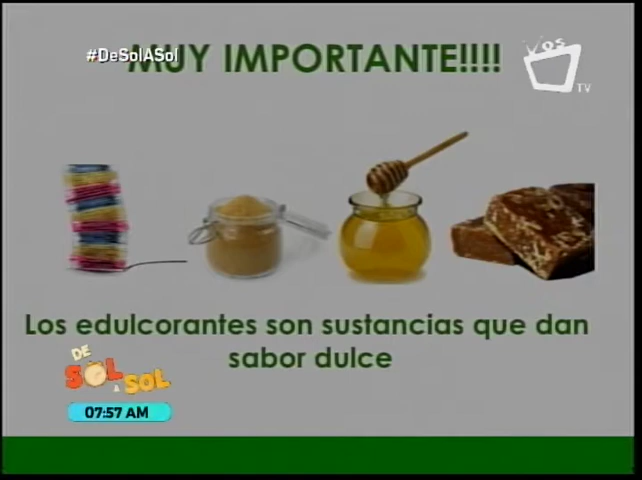 #DeSolASol
MUY IMPORTANTE!!!!
VOS
TV
Los edulcorantes son sustancias que dan
sabor dulce
DE
SOL
A SOL
07:57 AM